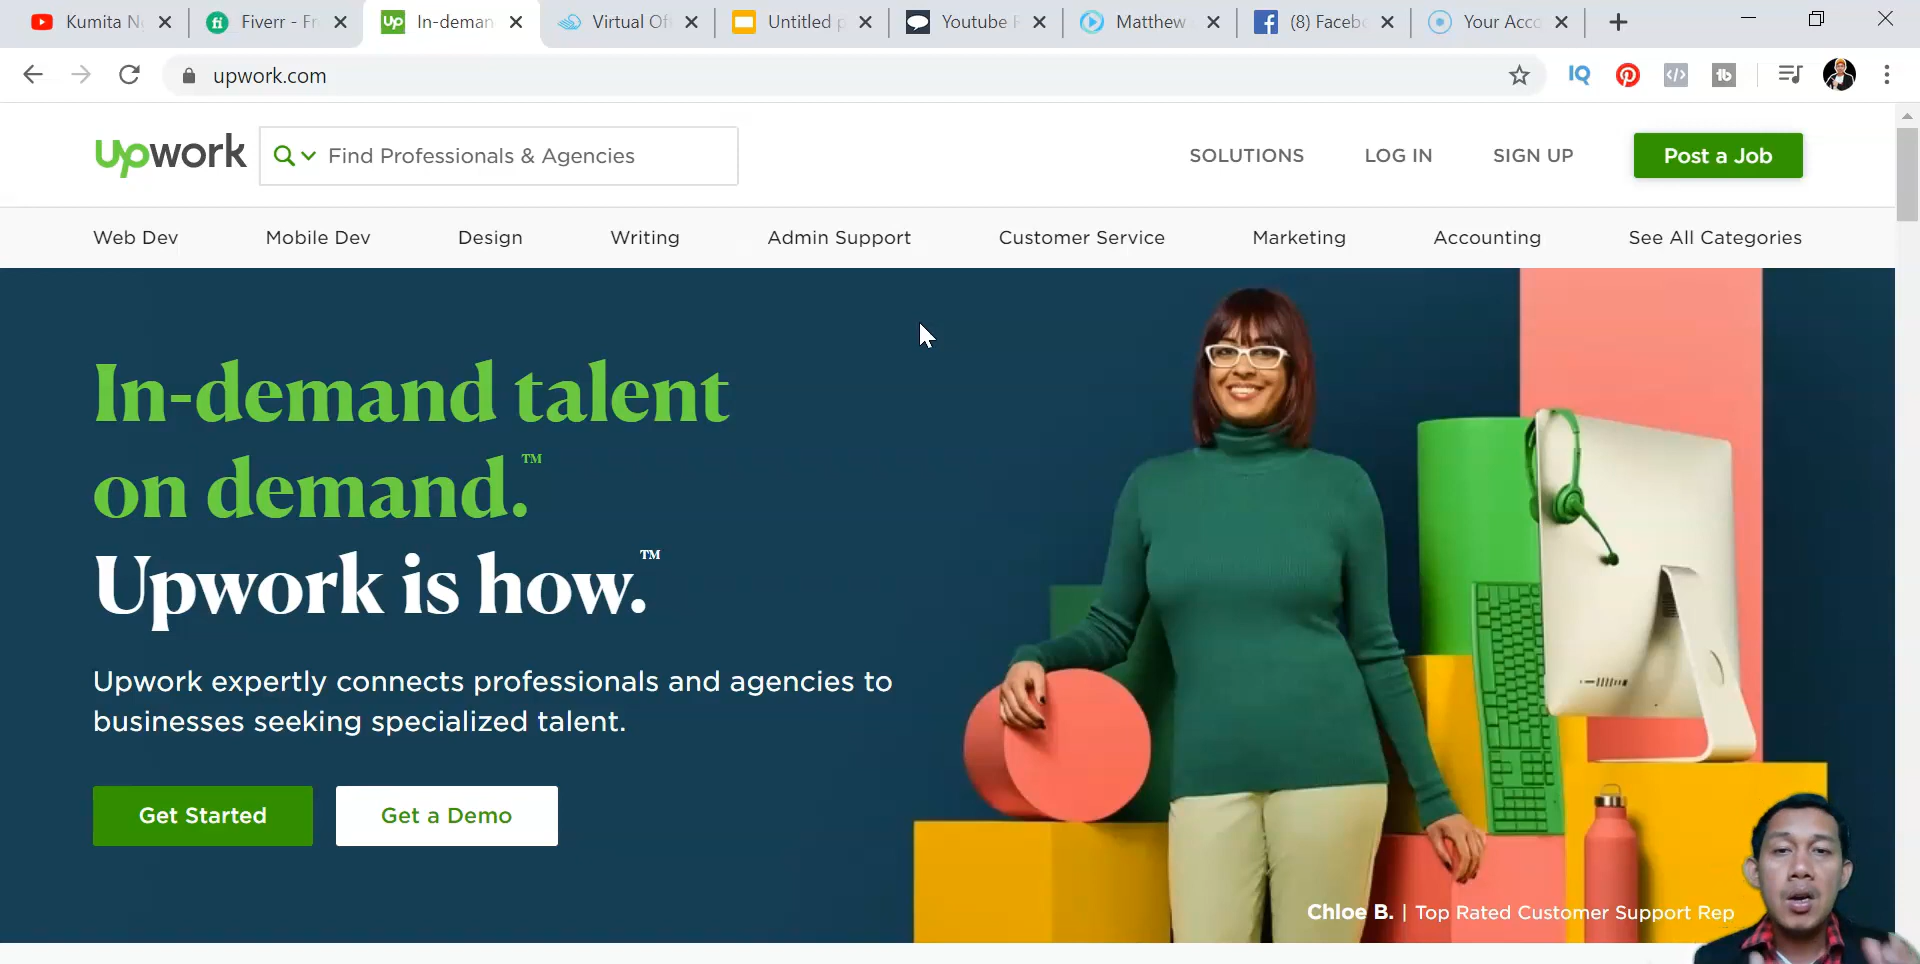 Kumita N
Fiverr - Fr
In-deman
Virtual Of
Untitled p
Youtube F
Matthew
(8) Facebo
Your Acco
upwork.com
upwork
Find Professionals & Agencies
SOLUTIONS
LOG IN
SIGN UP
Post a Job
Web Dev
Mobile Dev
Design
Writing
Admin Support
Customer Service
Marketing
Accounting
See All Categories
In-demand talent
on demand.™
Upwork is how.™
Upwork expertly connects professionals and agencies to
businesses seeking specialized talent.
Get Started
Get a Demo
Chloe B. | Top Rated Customer Support Rep